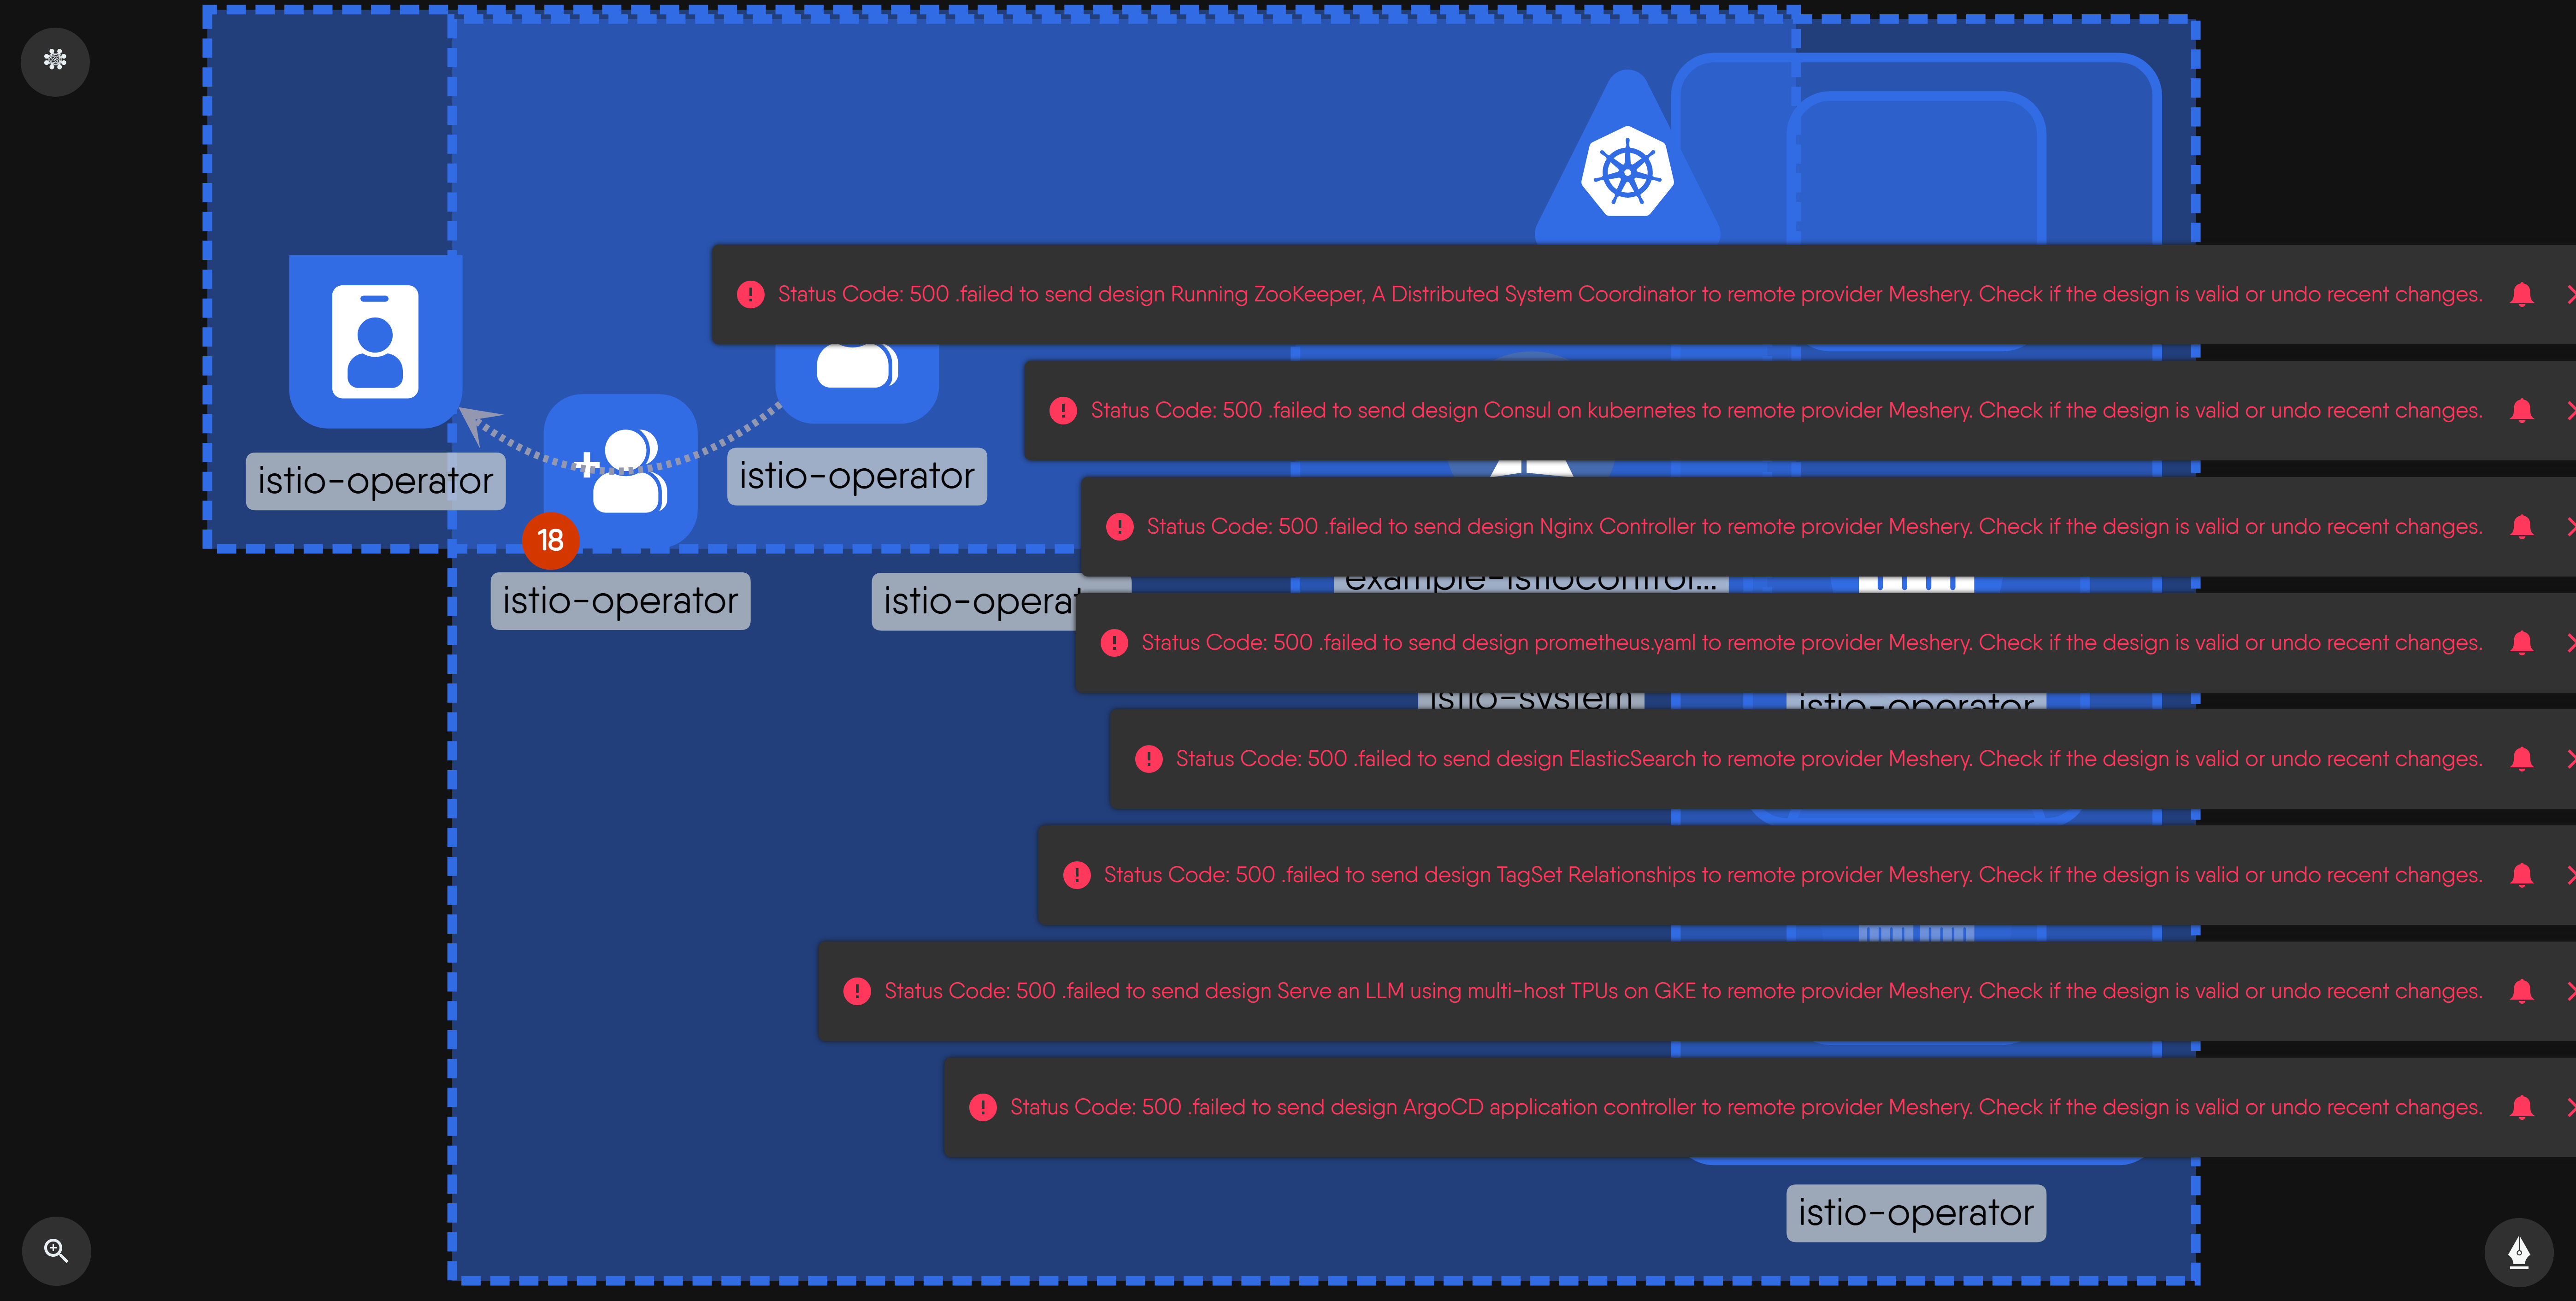 Status Code: 500 .failed to send design Running ZooKeeper, A Distributed System Coordinator to remote provider Meshery. Check if the design is valid or undo recent changes.
Status Code: 500 .failed to send design Consul on kubernetes to remote provider Meshery. Check if the design is valid or undo recent changes.
istio-operator
istio-operator
Status Code: 500 .failed to send design Nginx Controller to remote provider Meshery. Check if the design is valid or undo recent changes.
18
example-istiocontrol...
istio-operator
istio-operat
Status Code: 500 .failed to send design prometheus.yaml to remote provider Meshery. Check if the design is valid or undo recent changes.
istio-system
istio-operator
Status Code: 500 .failed to send design ElasticSearch to remote provider Meshery. Check if the design is valid or undo recent changes.
Status Code: 500 .failed to send design TagSet Relationships to remote provider Meshery. Check if the design is valid or undo recent changes.
Status Code: 500 .failed to send design Serve an LLM using multi-host TPUs on GKE to remote provider Meshery. Check if the design is valid or undo recent changes.
Status Code: 500 .failed to send design ArgoCD application controller to remote provider Meshery. Check if the design is valid or undo recent changes.
istio-operator